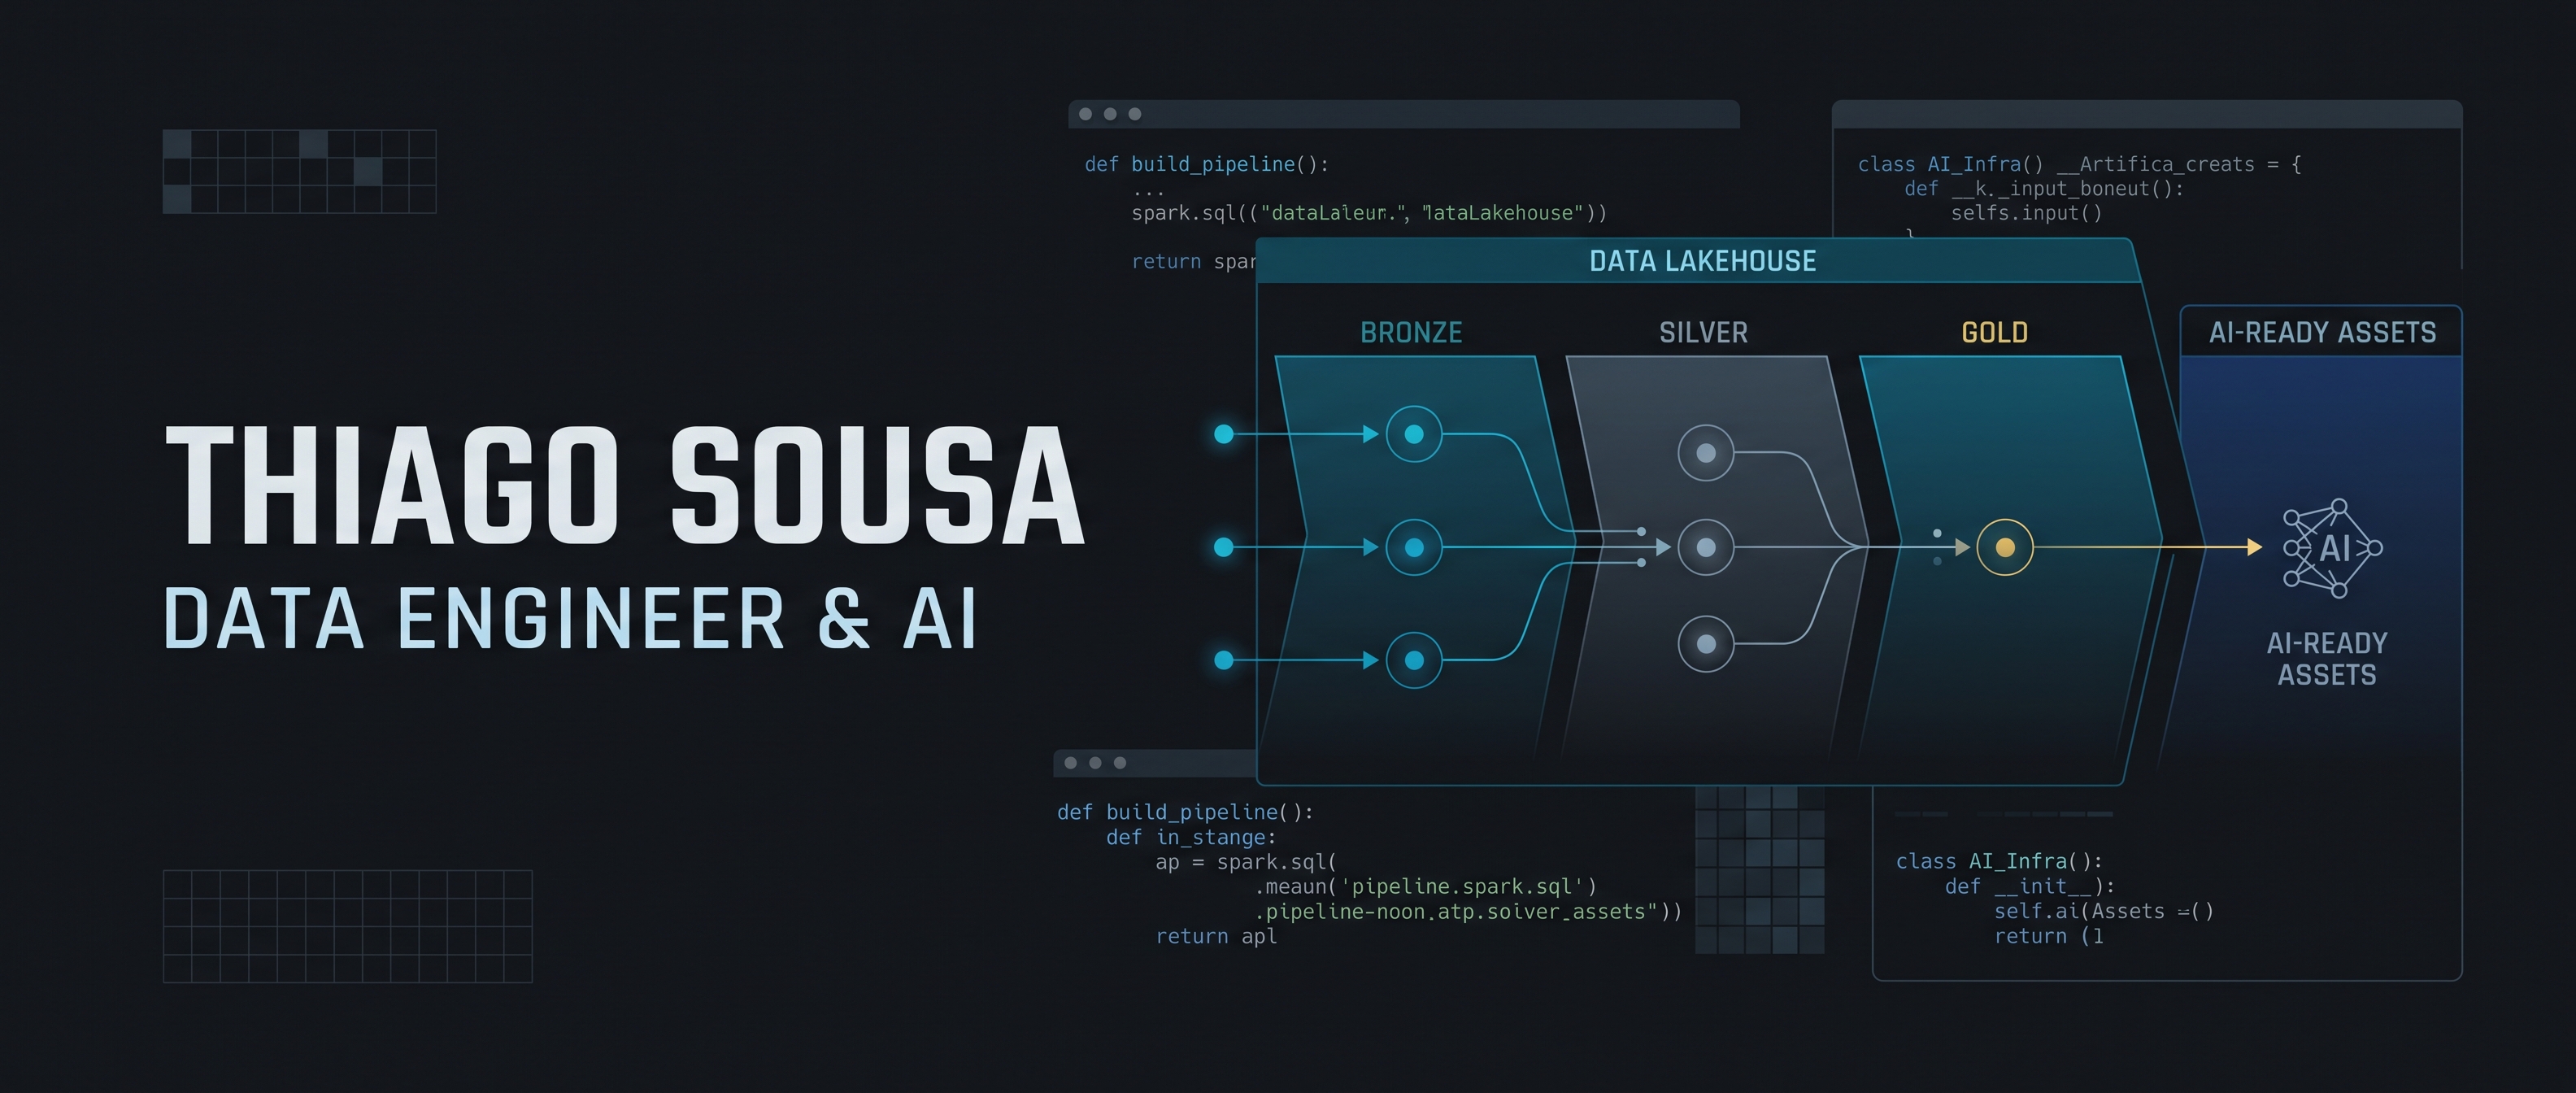 THIAGO SOUSA
DATA ENGINEER & AI
def build_pipeline():
...
spark.sql(("dataLaleun.", "lataLakehouse"))
return spar
class AI_Infra() __Artifica_creats = {
def __k._input_boneut():
selfs.input()
}
DATA LAKEHOUSE
BRONZE
SILVER
GOLD
AI-READY ASSETS
AI
AI-READY
ASSETS
def build_pipeline():
def in_stange:
ap = spark.sql(
.meaun('pipeline.spark.sql')
.pipeline-noon.atp.solver_assets"))
return apl
class AI_Infra():
def __init__):
self.ai(Assets =()
return (1